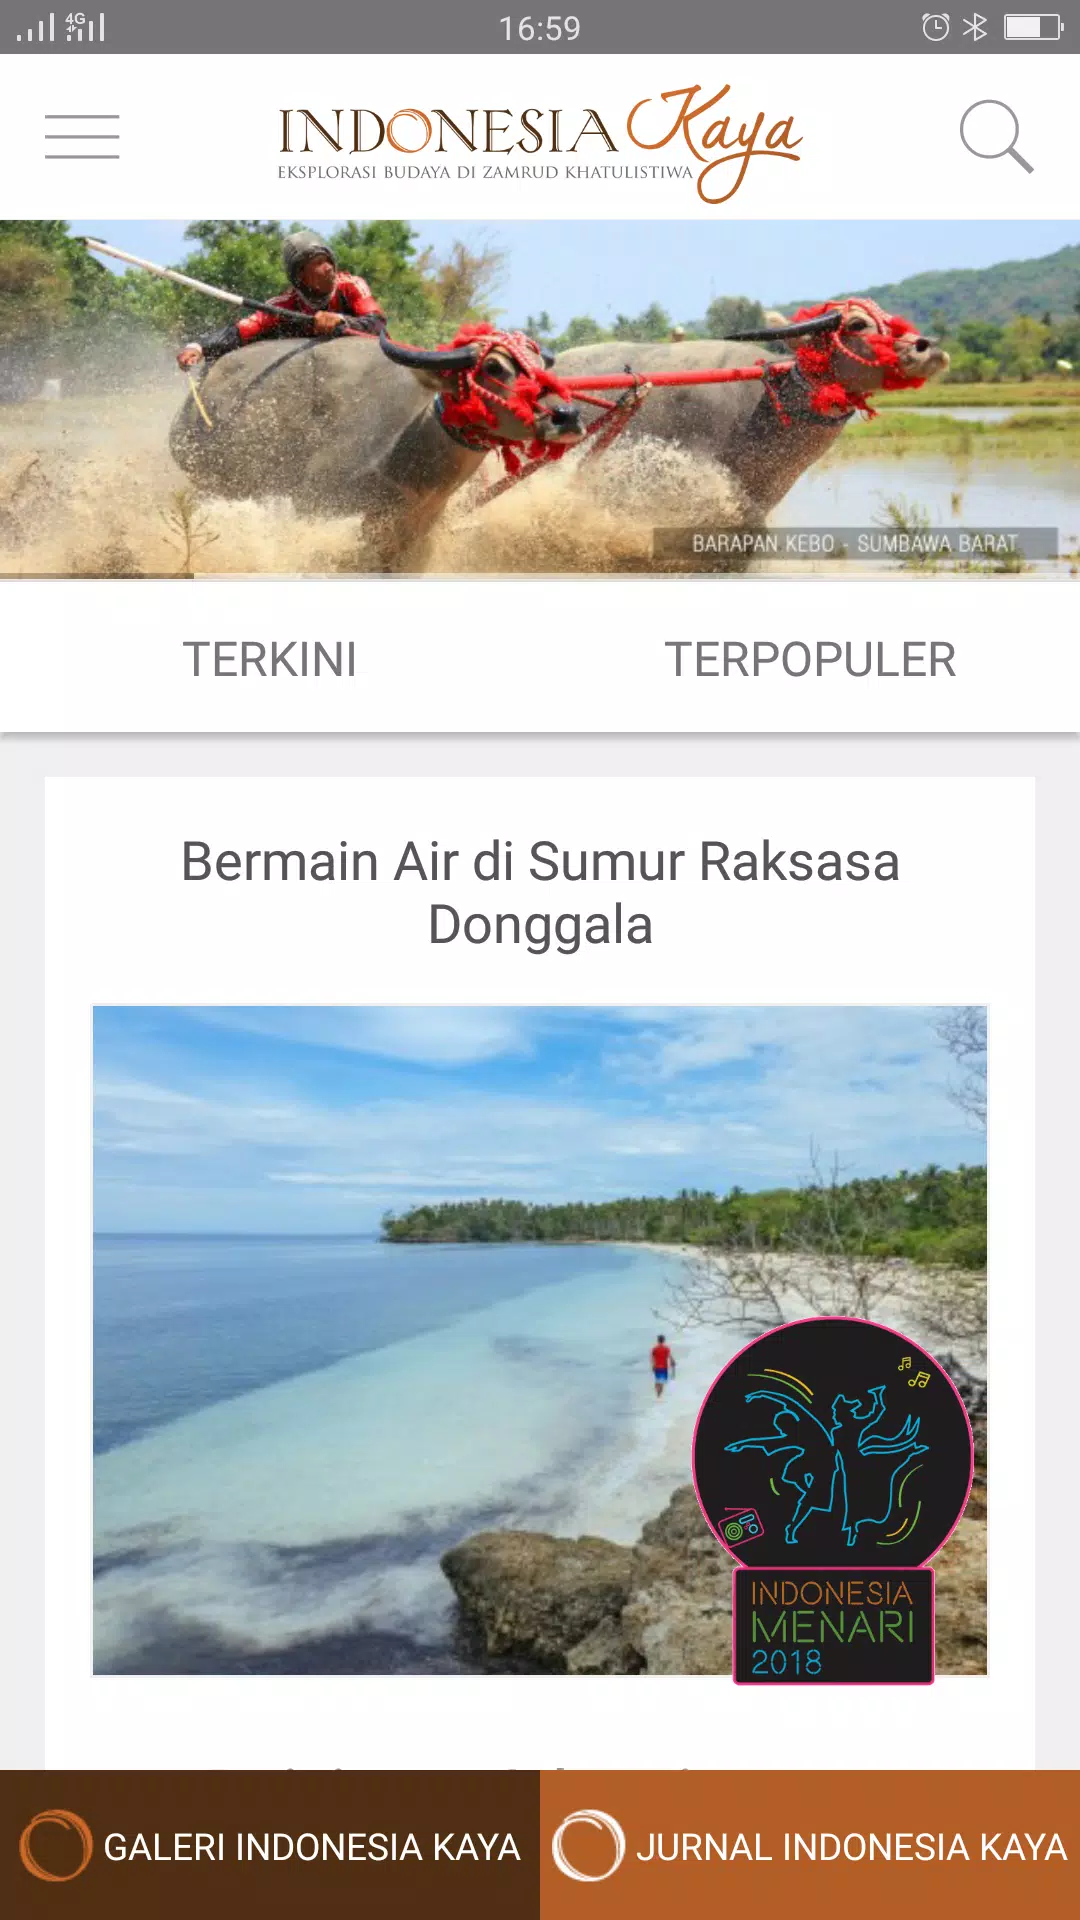 4G
16:59
INDONESIA Kaya
EKSPLORASI BUDAYA DI ZAMRUD KHATULISTIWA
BARAPAN KEBO - SUMBAWA BARAT
TERKINI
TERPOPULER
Bermain Air di Sumur Raksasa
Donggala
INDONESIA
MENARI
2018
GALERI INDONESIA KAYA
JURNAL INDONESIA KAYA